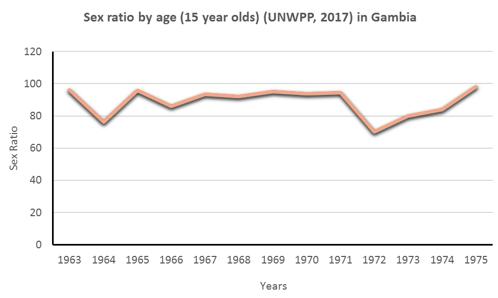 Sex ratio by age (15 year olds) (UNWPP, 2017) in Gambia
120
100
80
60
40
20
0
Sex Ratio
1963 1964 1965 1966 1967 1968 1969 1970 1971 1972 1973 1974 1975
Years